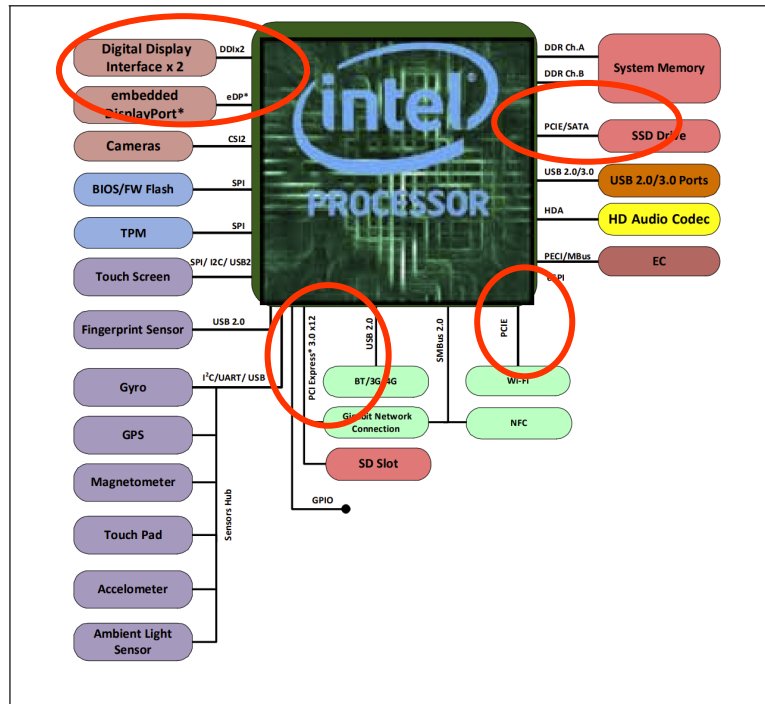 Digital Display
Interface x 2
DDIx2
embedded
DisplayPort*
eDP*
Cameras
CSI2
BIOS/FW Flash
SPI
TPM
SPI
Touch Screen
SPI/ I2C/ USB2
Fingerprint Sensor
USB 2.0
Gyro
I²C/UART/ USB
GPS
Magnetometer
Touch Pad
Accelometer
Ambient Light
Sensor
Sensors Hub
intel
PROCESSOR
DDR Ch.A
DDR Ch.B
System Memory
PCIE/SATA
SSD Drive
USB 2.0/3.0
USB 2.0/3.0 Ports
HDA
HD Audio Codec
PECI/MBus
EC
PCI Express* 3.0 x12
USB 2.0
SMBus 2.0
PCIE
BT/3G/4G
Wi-Fi
Gigabit Network
Connection
NFC
SD Slot
GPIO